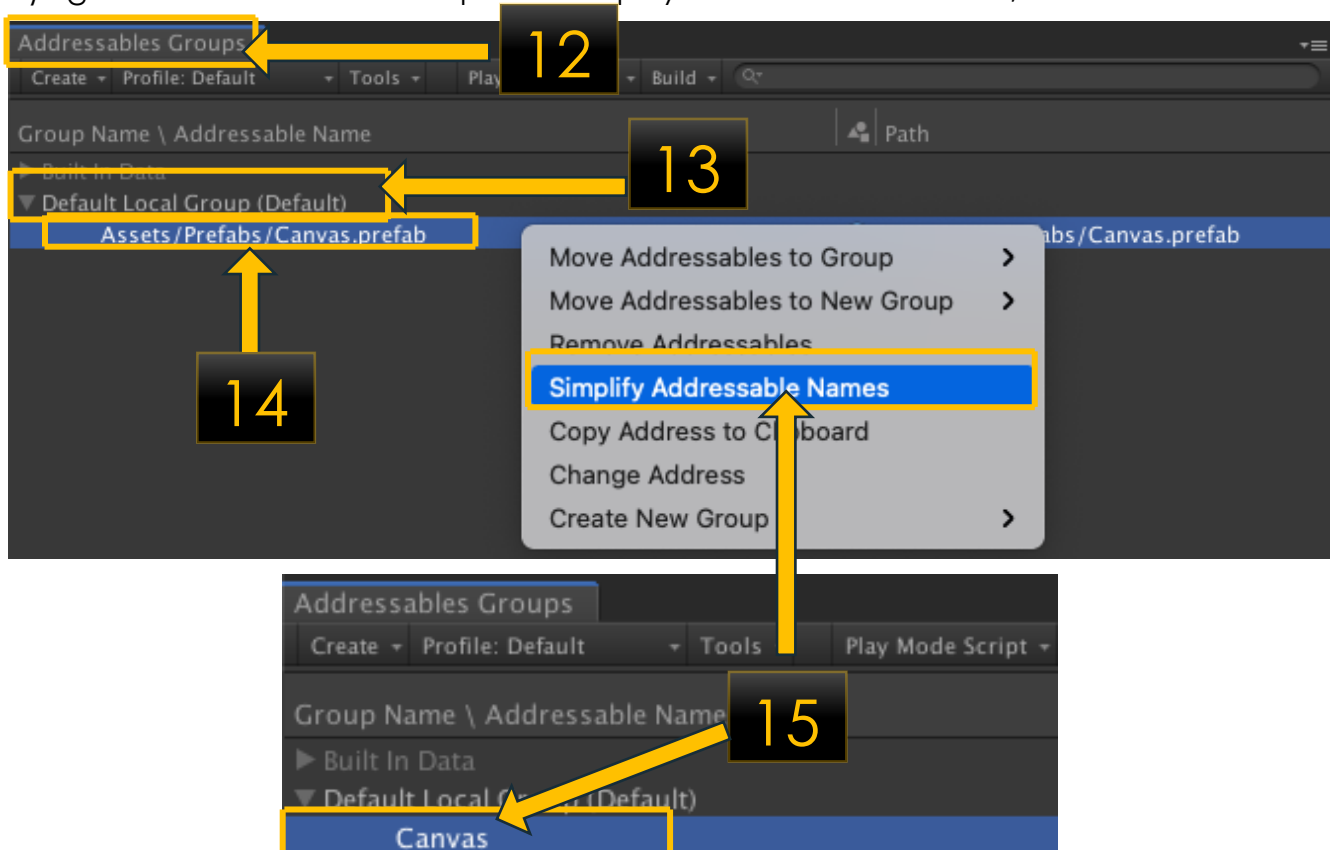 Addressables Groups
12
Create Profile: Default Tools Build
Group Name \ Addressable Name Path
13
Built In Data
Default Local Group (Default)
Assets/Prefabs/Canvas.prefab abs/Canvas.prefab
Move Addressables to Group
Move Addressables to New Group
Remove Addressables
14
Simplify Addressable Names
Copy Address to Clipboard
Change Address
Create New Group
Addressables Groups
Create Profile: Default Tools Play Mode Script
Group Name \ Addressable Name
15
Built In Data
Default Local Group (Default)
Canvas